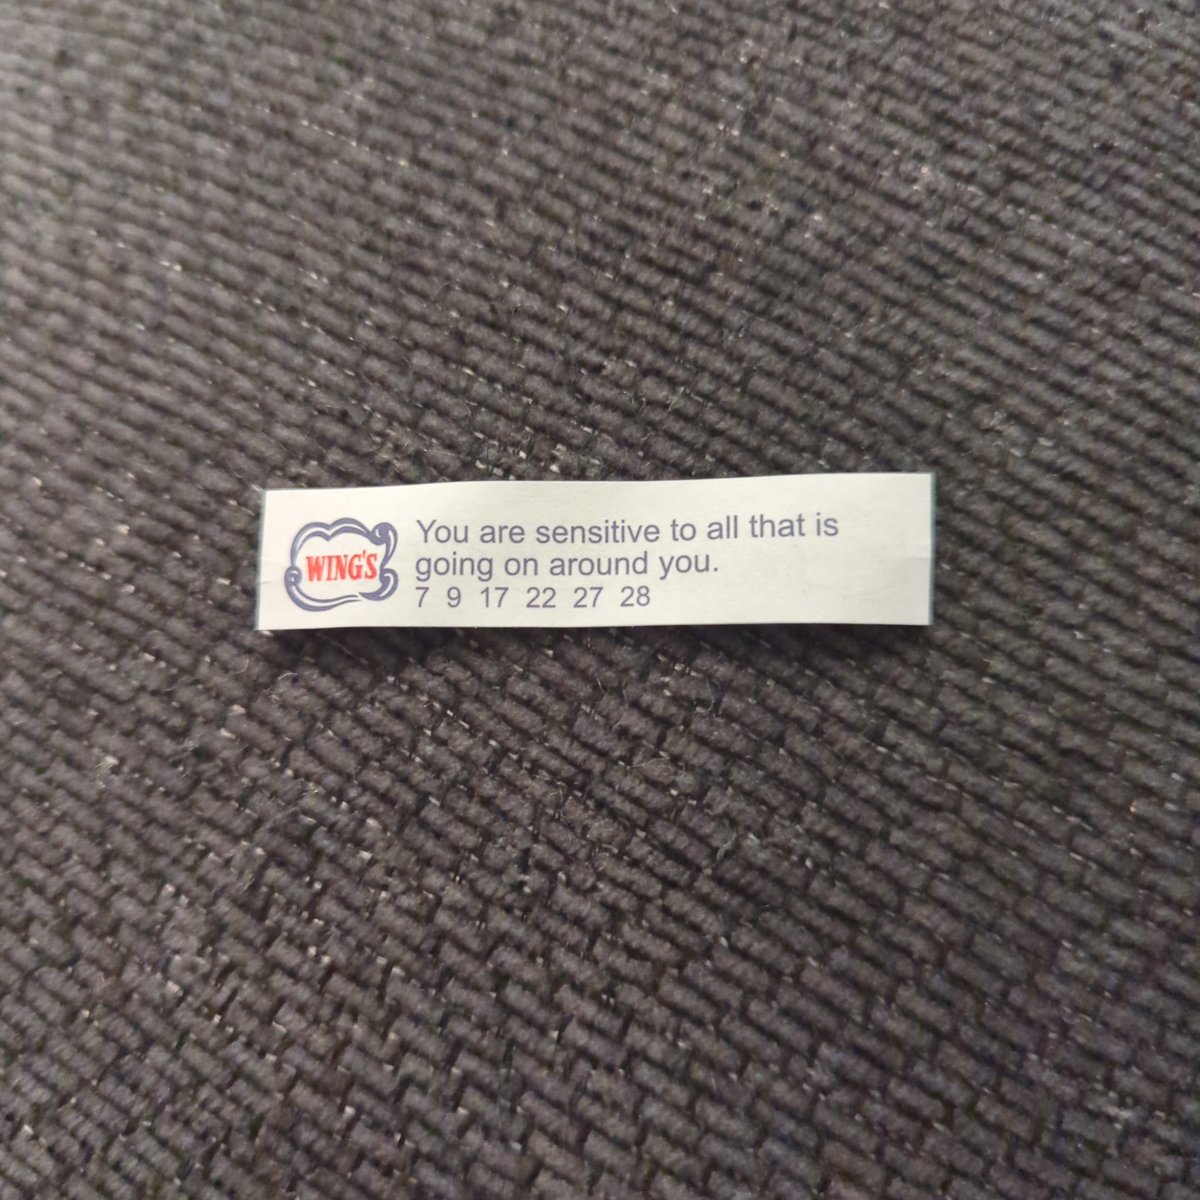 WING'S
You are sensitive to all that is
going on around you.
7 9 17 22 27 28